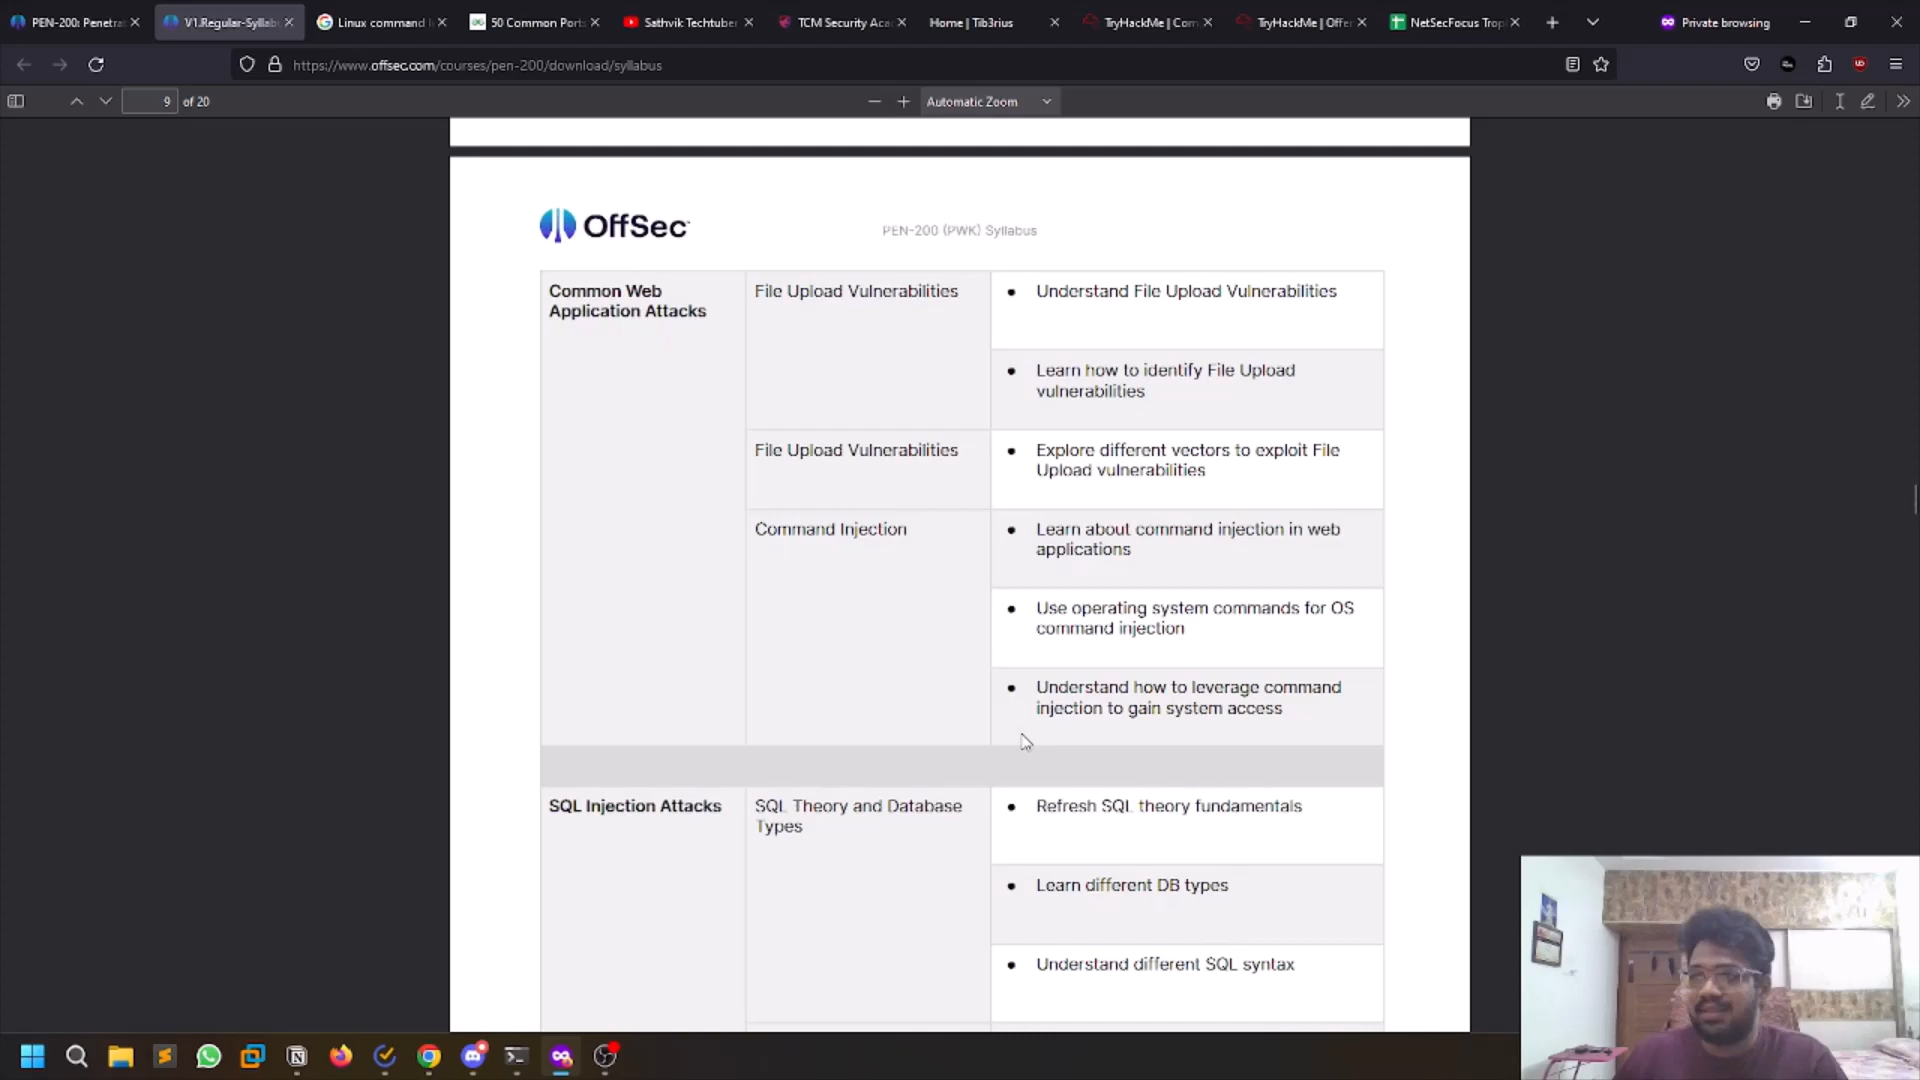 PEN-200: Penetrat
V1.Regular-Syllab
Linux command l
50 Common Ports
Sathvik Techtuber
TCM Security Aca
Home | Tib3rius
TryHackMe | Com
TryHackMe | Offe
NetSecFocus Trop
Private browsing
https://www.offsec.com/courses/pen-200/download/syllabus
9 of 20
Automatic Zoom
OffSec
PEN-200 (PWK) Syllabus
Common Web
Application Attacks
File Upload Vulnerabilities
• Understand File Upload Vulnerabilities
• Learn how to identify File Upload
vulnerabilities
File Upload Vulnerabilities
• Explore different vectors to exploit File
Upload vulnerabilities
Command Injection
• Learn about command injection in web
applications
• Use operating system commands for OS
command injection
• Understand how to leverage command
injection to gain system access
SQL Injection Attacks
SQL Theory and Database
Types
• Refresh SQL theory fundamentals
• Learn different DB types
• Understand different SQL syntax